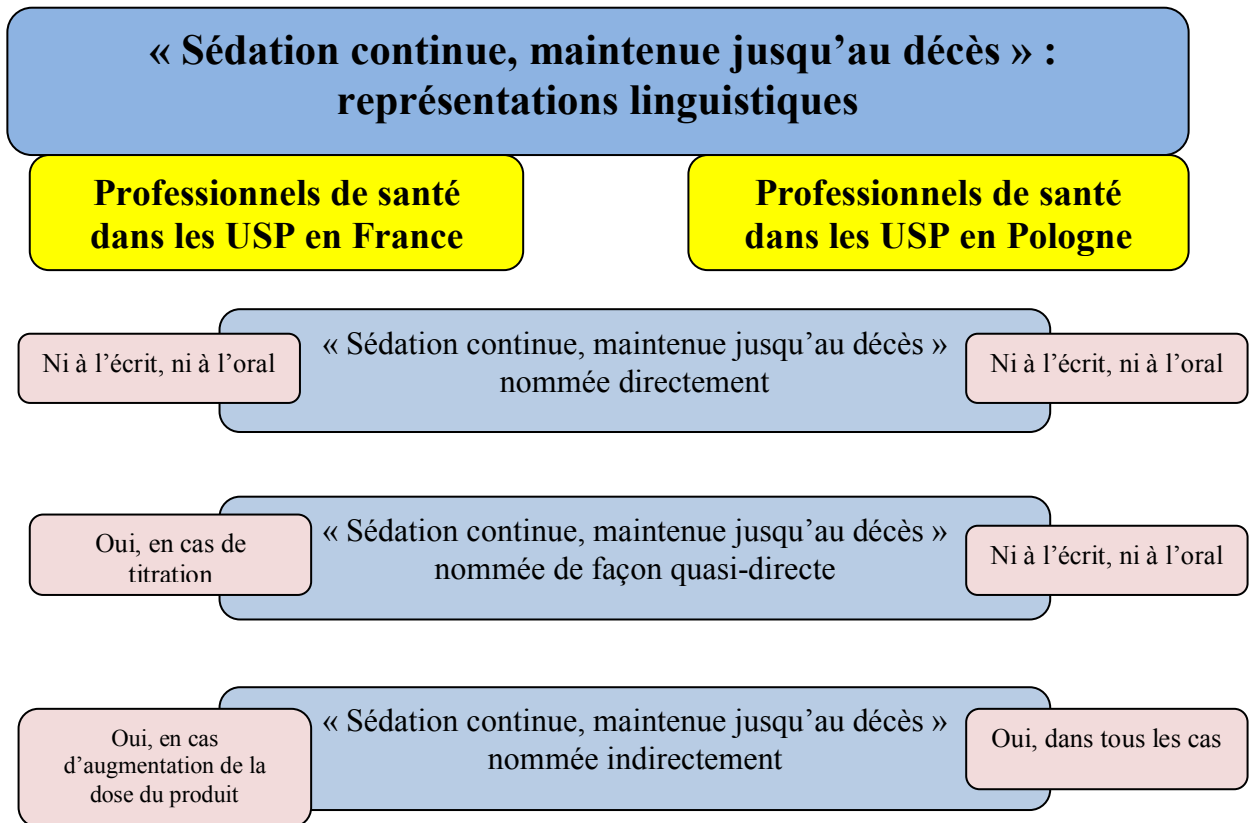 « Sédation continue, maintenue jusqu’au décès » :
représentations linguistiques
Professionnels de santé
dans les USP en France
Professionnels de santé
dans les USP en Pologne
Ni à l’écrit, ni à l’oral
« Sédation continue, maintenue jusqu’au décès »
nommée directement
Ni à l’écrit, ni à l’oral
Oui, en cas de
titration
« Sédation continue, maintenue jusqu’au décès »
nommée de façon quasi-directe
Ni à l’écrit, ni à l’oral
Oui, en cas
d’augmentation de la
dose du produit
« Sédation continue, maintenue jusqu’au décès »
nommée indirectement
Oui, dans tous les cas